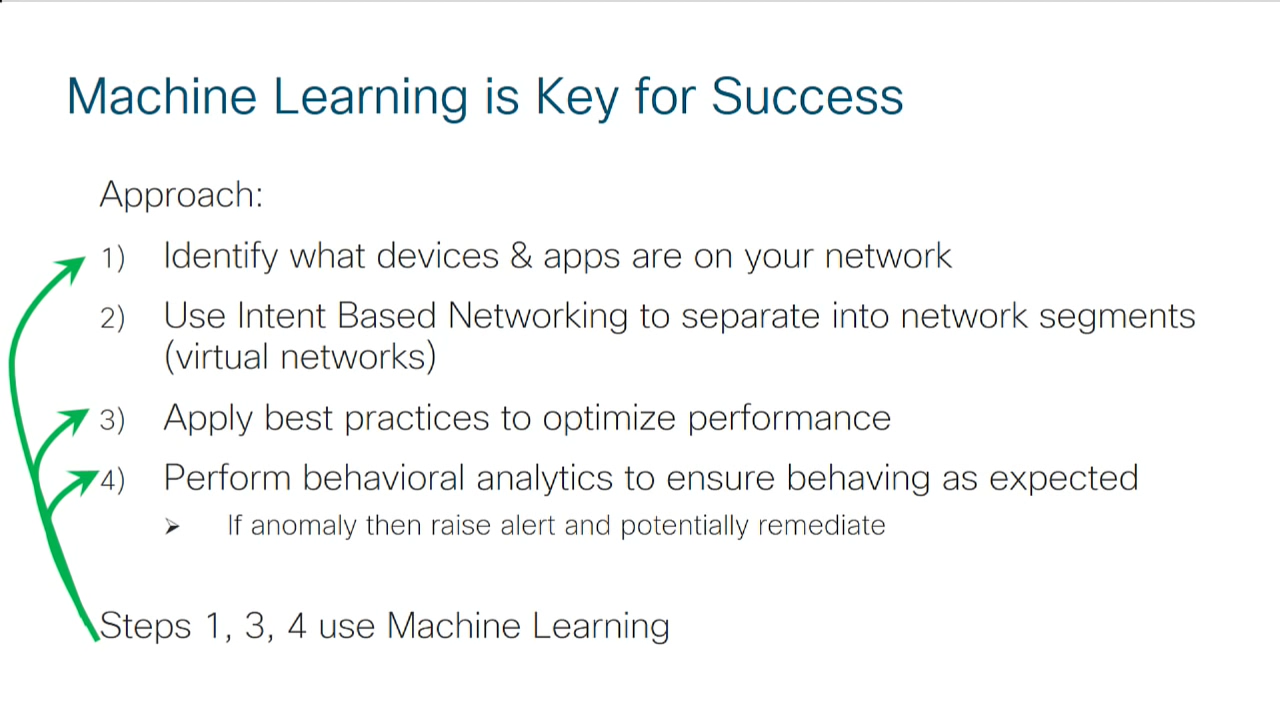 Machine Learning is Key for Success
Approach:
1) Identify what devices & apps are on your network
2) Use Intent Based Networking to separate into network segments
(virtual networks)
3) Apply best practices to optimize performance
4) Perform behavioral analytics to ensure behaving as expected
➢ If anomaly then raise alert and potentially remediate
Steps 1, 3, 4 use Machine Learning